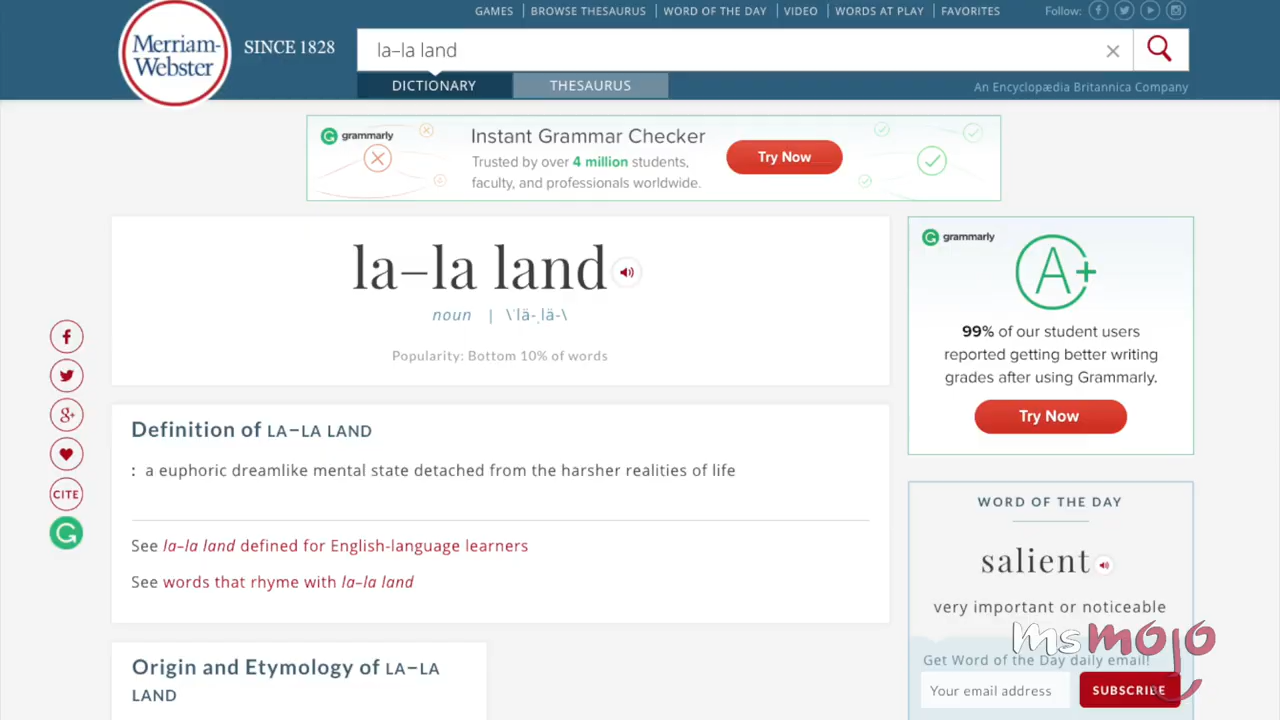 GAMES | BROWSE THESAURUS | WORD OF THE DAY | VIDEO | WORDS AT PLAY | FAVORITES
Follow:
Merriam-
Webster
SINCE 1828
la–la land
DICTIONARY
THESAURUS
An Encyclopædia Britannica Company
grammarly
Instant Grammar Checker
Trusted by over 4 million students,
faculty, and professionals worldwide.
Try Now
la–la land
noun | \ˈlä-ˌlä-\
Popularity: Bottom 10% of words
CITE
Definition of LA–LA LAND
: a euphoric dreamlike mental state detached from the harsher realities of life
See la–la land defined for English-language learners
See words that rhyme with la–la land
Origin and Etymology of LA–LA
LAND
grammarly
A+
99% of our student users
reported getting better writing
grades after using Grammarly.
Try Now
WORD OF THE DAY
salient
very important or noticeable
msmojo
Get Word of the Day daily email!
Your email address
SUBSCRIBE